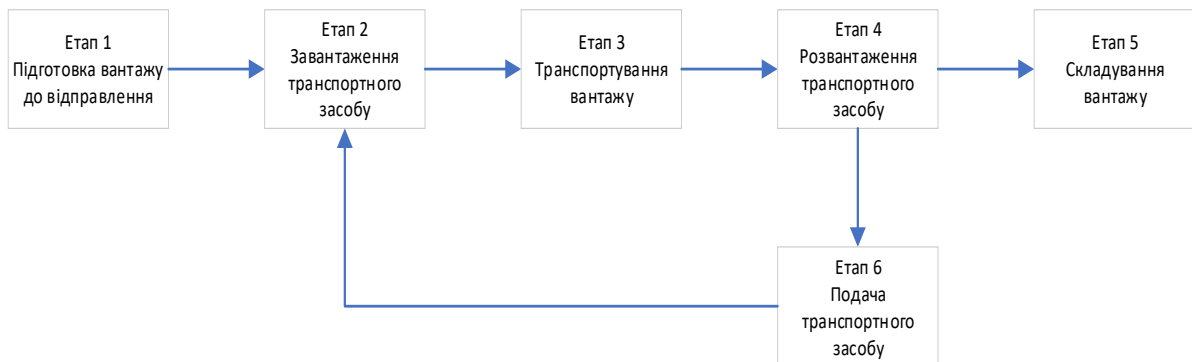 Етап 1
Підготовка вантажу
до відправлення
Етап 2
Завантаження
транспортного
засобу
Етап 3
Транспортування
вантажу
Етап 4
Розвантаження
транспортного
засобу
Етап 5
Складування
вантажу
Етап 6
Подача
транспортного
засобу